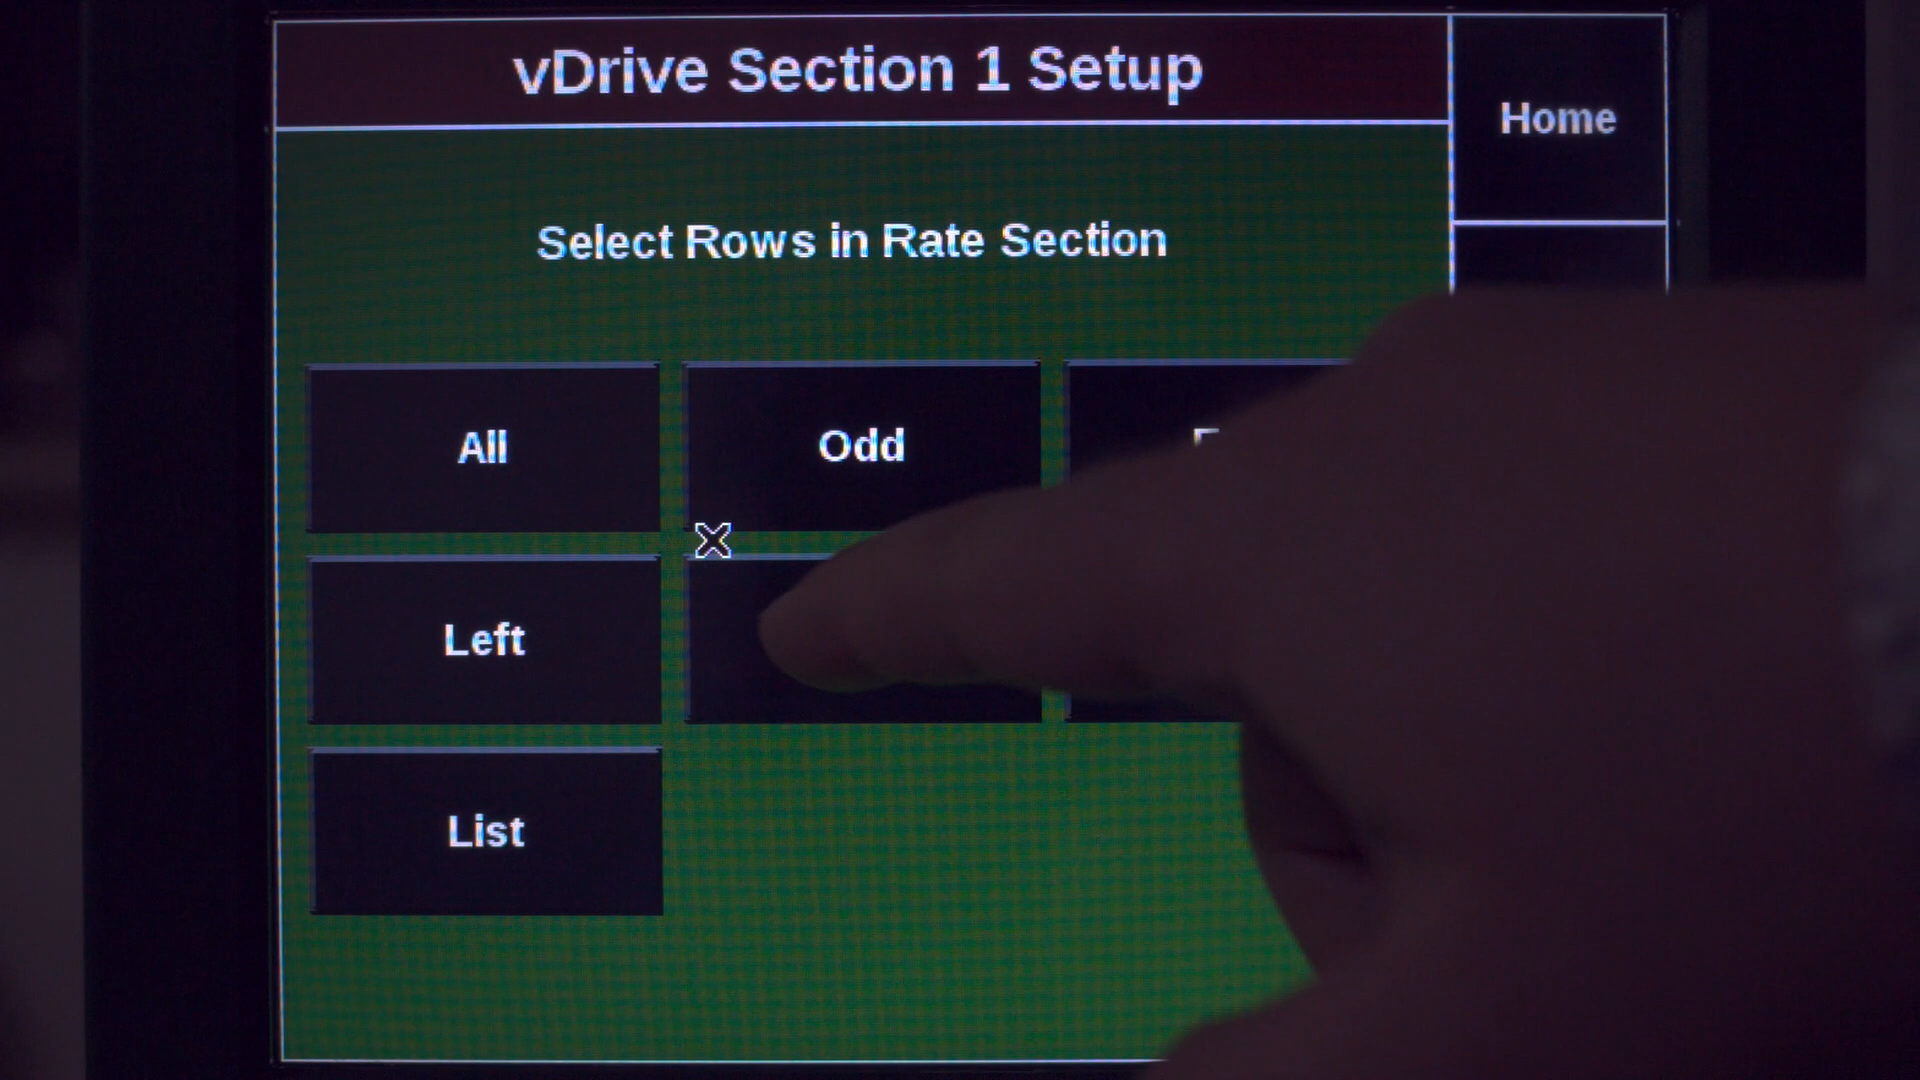 vDrive Section 1 Setup
Home
Select Rows in Rate Section
All
Odd
Left
List